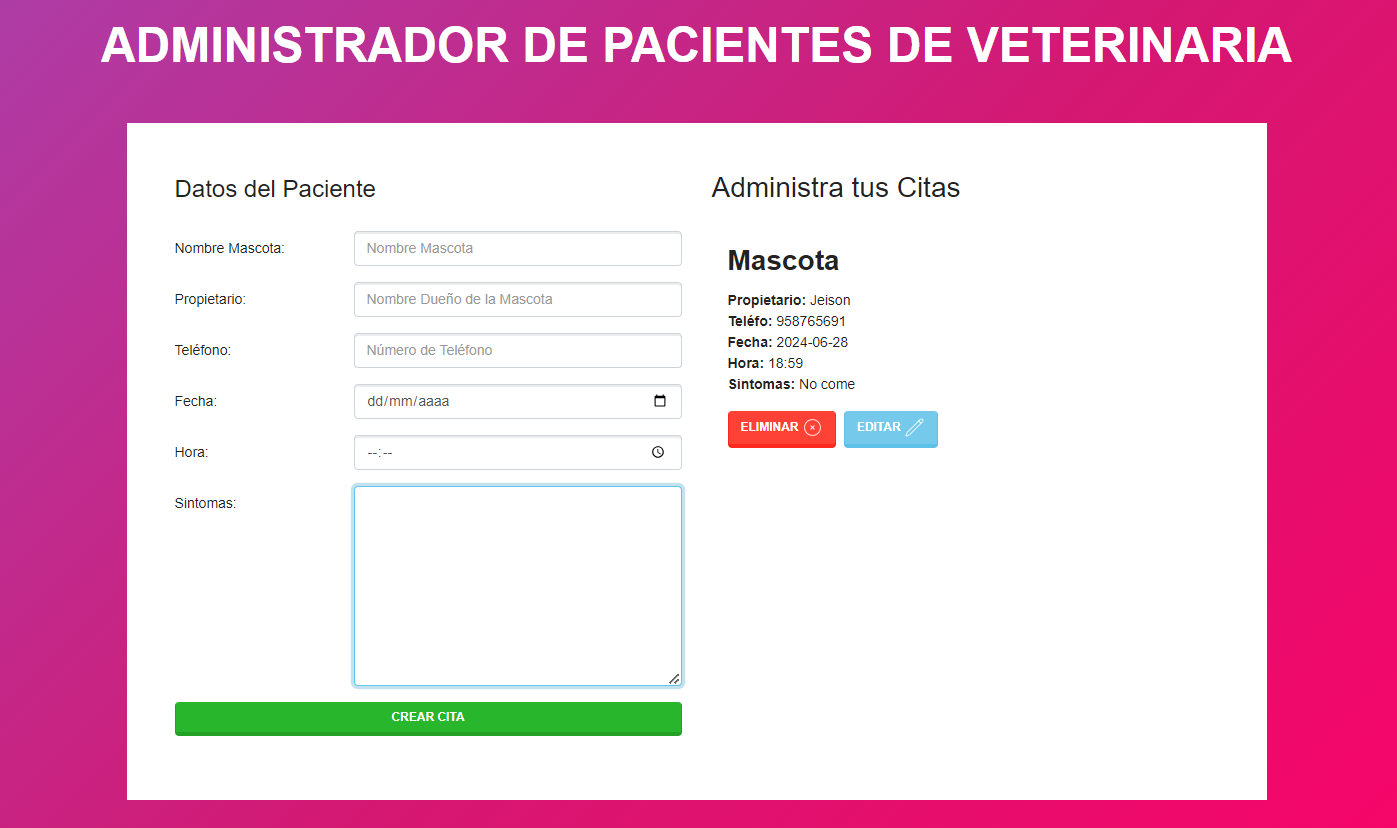 ADMINISTRADOR DE PACIENTES DE VETERINARIA
Datos del Paciente
Nombre Mascota:
Nombre Mascota
Propietario:
Nombre Dueño de la Mascota
Teléfono:
Número de Teléfono
Fecha:
dd/mm/aaaa
Hora:
--:--
Sintomas:
CREAR CITA
Administra tus Citas
Mascota
Propietario: Jeison
Teléfo: 958765691
Fecha: 2024-06-28
Hora: 18:59
Sintomas: No come
ELIMINAR
EDITAR